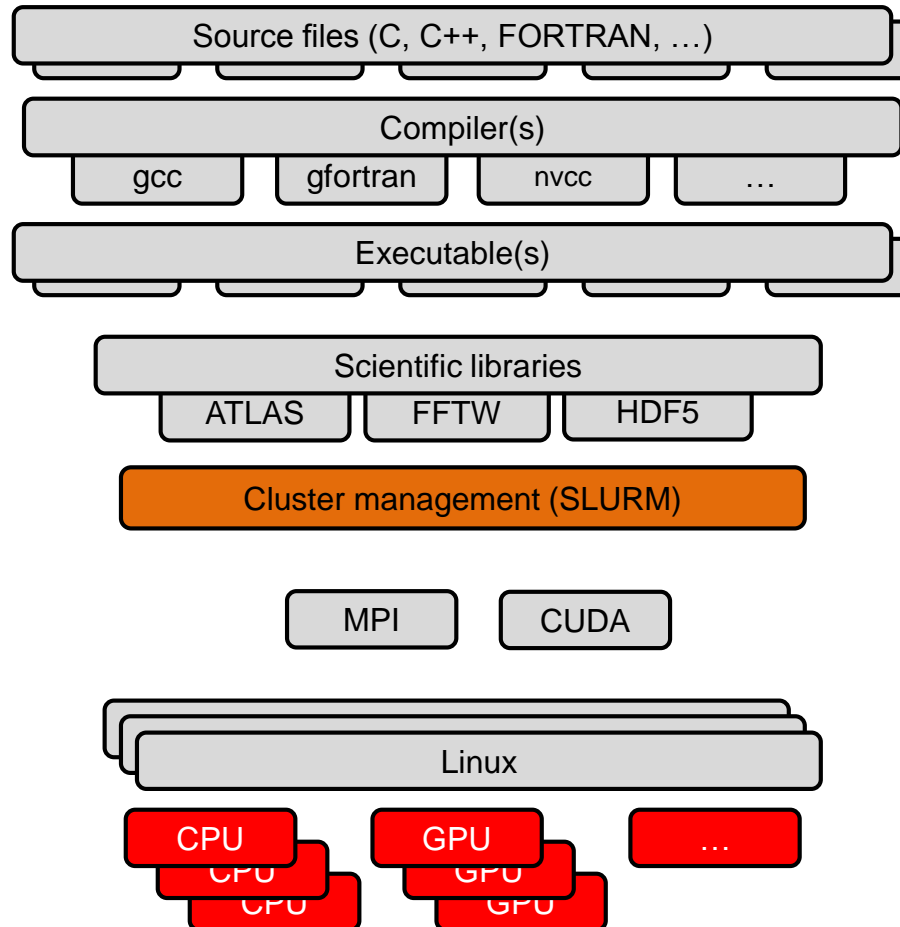 Source files (C, C++, FORTRAN, …)
Compiler(s)
gcc gfortran nvcc …
Executable(s)
Scientific libraries
ATLAS FFTW HDF5
Cluster management (SLURM)
MPI CUDA
Linux
CPU GPU …
CPU GPU
CPU GPU